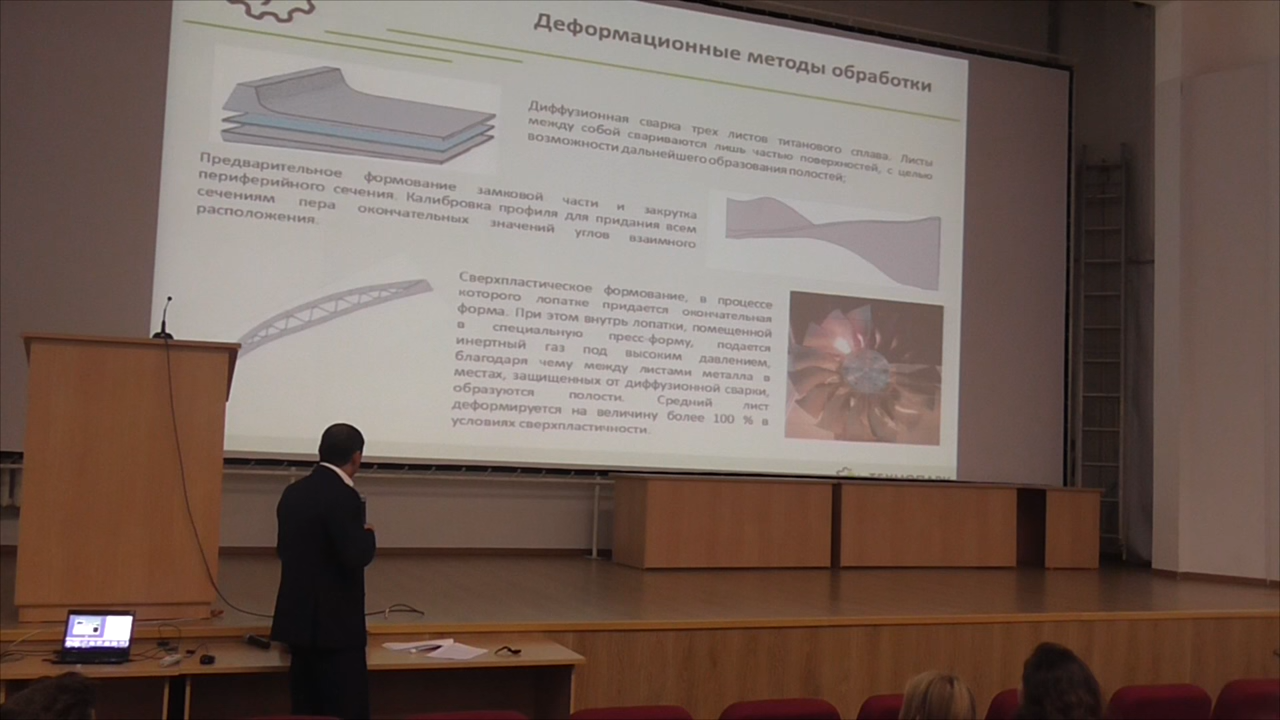 Деформационные методы обработки
Диффузионная сварка трех листов титанового сплава. Листы
между собой свариваются лишь частью поверхностей, с целью
возможности дальнейшего образования полостей;
Предварительное формование замковой части и закрутка
периферийного сечения. Калибровка профиля для придания всем
сечениям пера окончательных значений углов взаимного
расположения.
Сверхпластическое формование, в процессе
которого лопатке придается окончательная
форма. При этом внутрь лопатки, помещенной
в специальную пресс-форму, подается
инертный газ под высоким давлением,
благодаря чему между листами металла в
местах, защищенных от диффузионной сварки,
образуются полости. Средний лист
деформируется на величину более 100 % в
условиях сверхпластичности.
ТЕХНОПАРК